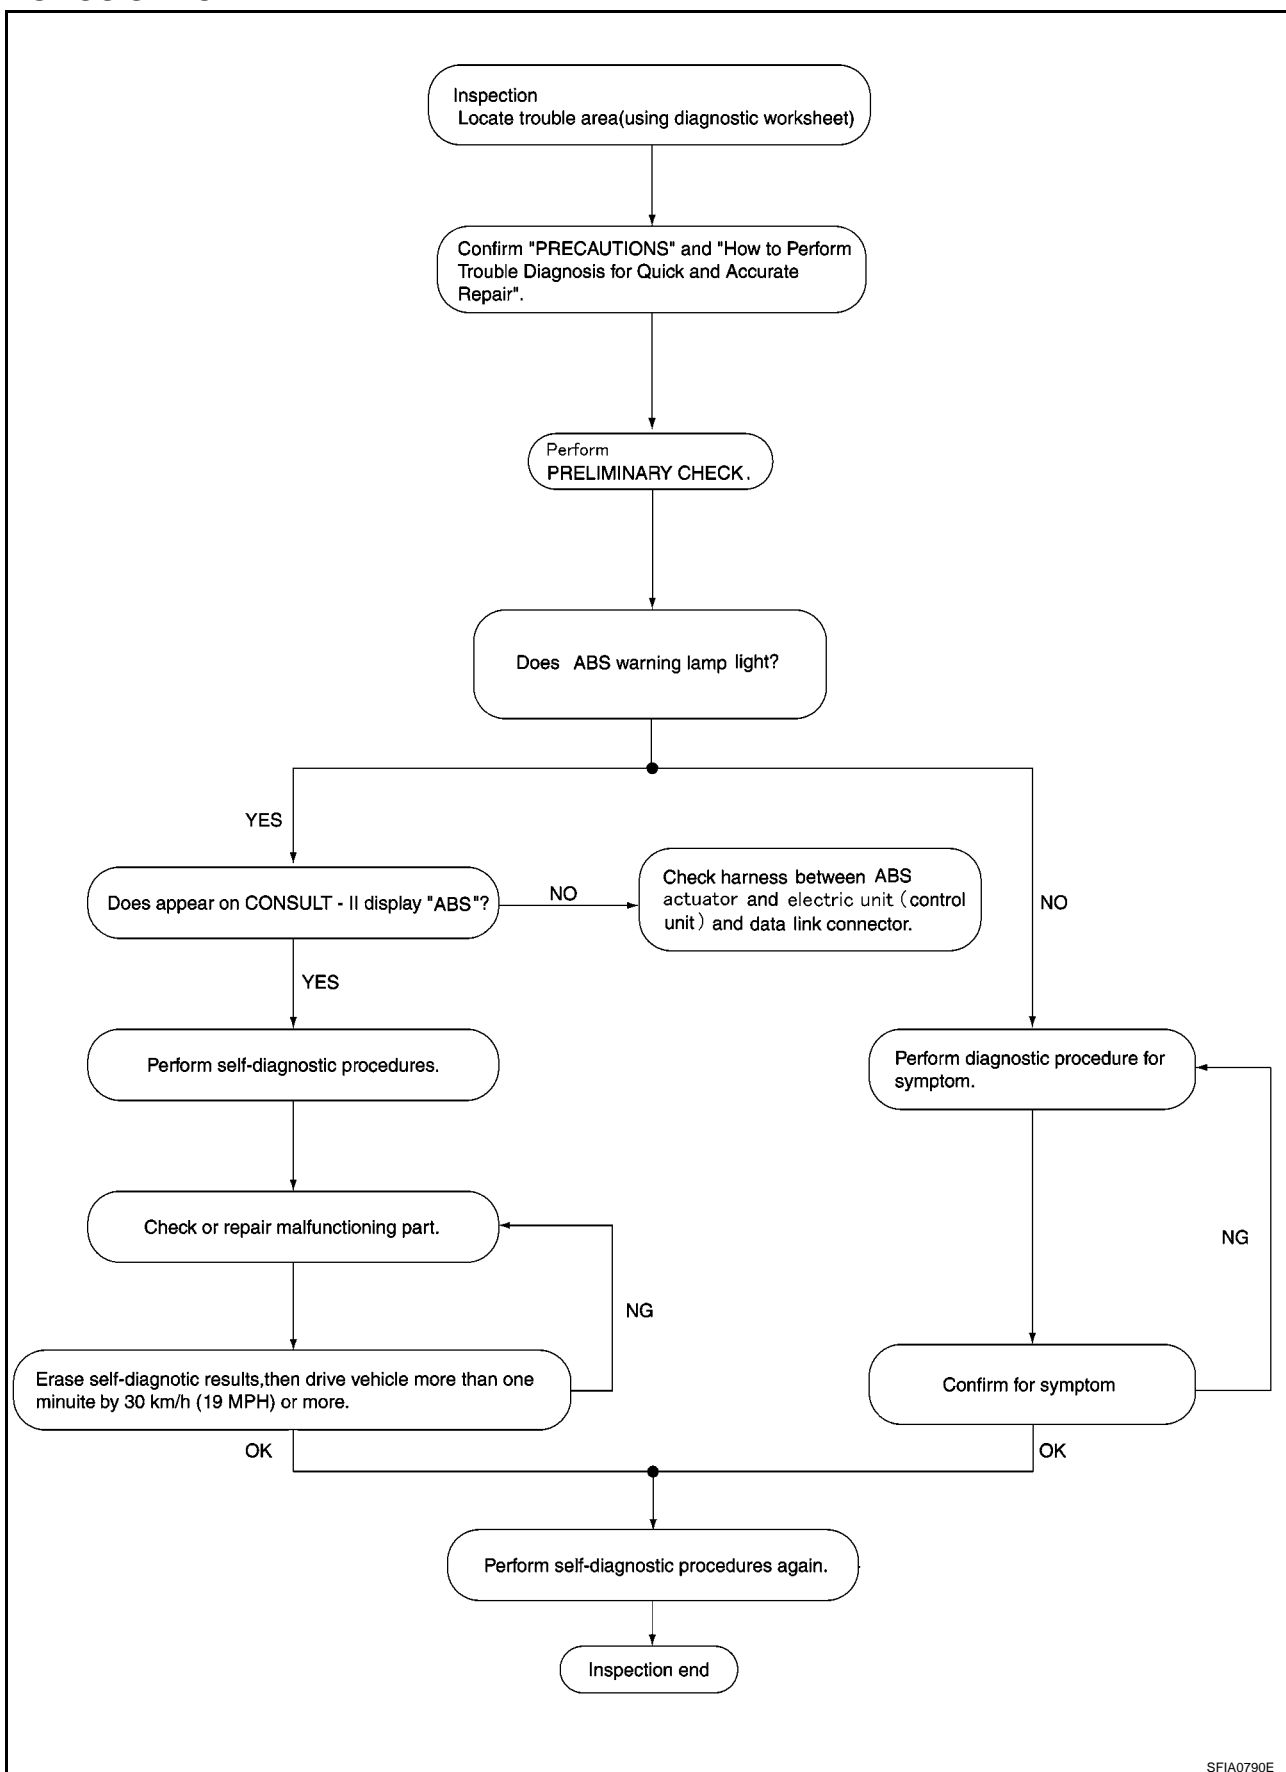 Inspection
Locate trouble area(using diagnostic worksheet)
Confirm "PRECAUTIONS" and "How to Perform
Trouble Diagnosis for Quick and Accurate
Repair".
Perform
PRELIMINARY CHECK.
Does ABS warning lamp light?
YES
NO
Does appear on CONSULT - II display "ABS"?
NO
Check harness between ABS
actuator and electric unit (control
unit) and data link connector.
YES
Perform self-diagnostic procedures.
Perform diagnostic procedure for
symptom.
Check or repair malfunctioning part.
NG
NG
Erase self-diagnotic results,then drive vehicle more than one
minuite by 30 km/h (19 MPH) or more.
Confirm for symptom
OK
OK
Perform self-diagnostic procedures again.
Inspection end
SFIA0790E